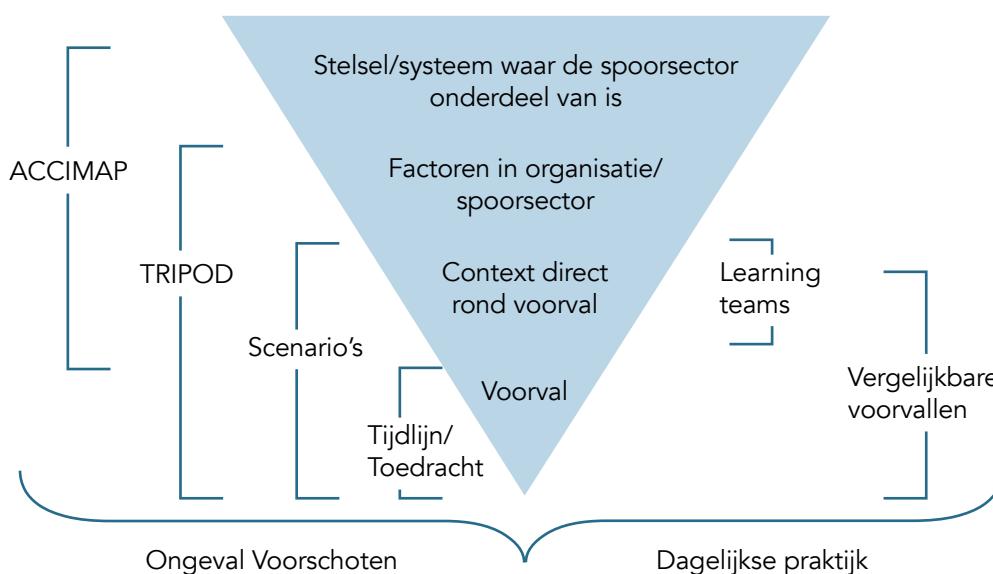 Stelsel/systeem waar de spoorsector
onderdeel van is
ACCIMAP
Factoren in organisatie/
spoorsector
TRIPOD
Context direct
rond voorval
Learning
teams
Scenario's
Voorval
Vergelijkbare
voorvallen
Tijdlijn/
Toedracht
Ongeval Voorschoten
Dagelijkse praktijk